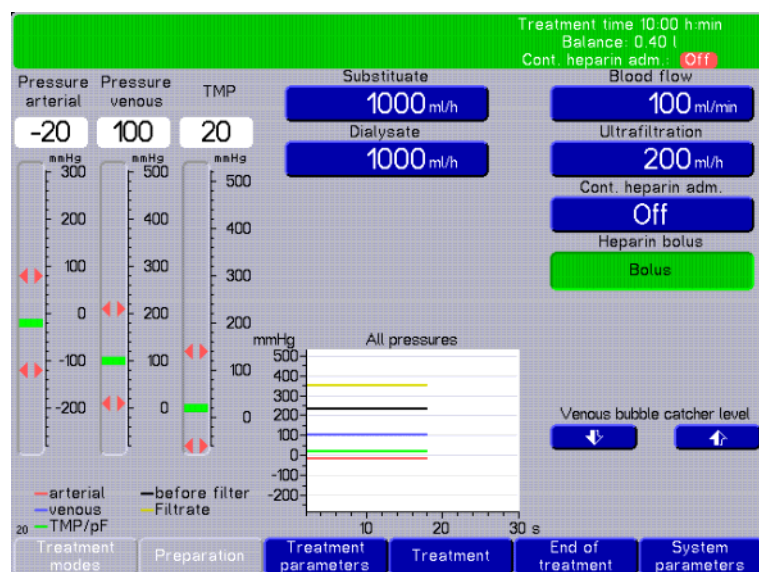 Treatment time 10:00 h:min
Balance: 0.40 l
Cont. heparin adm.: Off
Pressure arterial
Pressure venous
TMP
Substituate
Blood flow
-20
100
20
1000 ml/h
100 ml/min
Dialysate
Ultrafiltration
1000 ml/h
200 ml/h
Cont. heparin adm.
Off
Heparin bolus
Bolus
mmHg
mmHg
mmHg
300
200
100
0
-100
-200
500
400
300
200
100
0
500
400
300
200
100
0
mmHg
All pressures
500
400
300
200
100
0
-100
-200
10
20
30 s
Venous bubble catcher level
arterial
before filter
venous
Filtrate
20
TMP/pF
Treatment modes
Preparation
Treatment parameters
Treatment
End of treatment
System parameters